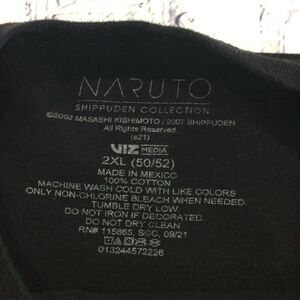 NARUTO
SHIPPUDEN COLLECTION
©2002 MASASHI KISHIMOTO / 2007 SHIPPUDEN
All Rights Reserved.
(s21)
VIZ MEDIA
2XL (50/52)
MADE IN MEXICO
100% COTTON
MACHINE WASH COLD WITH LIKE COLORS
ONLY NON-CHLORINE BLEACH WHEN NEEDED
TUMBLE DRY LOW
DO NOT IRON IF DECORATED
DO NOT DRY CLEAN
RN# 115865, SCC, 09/21
013244572226